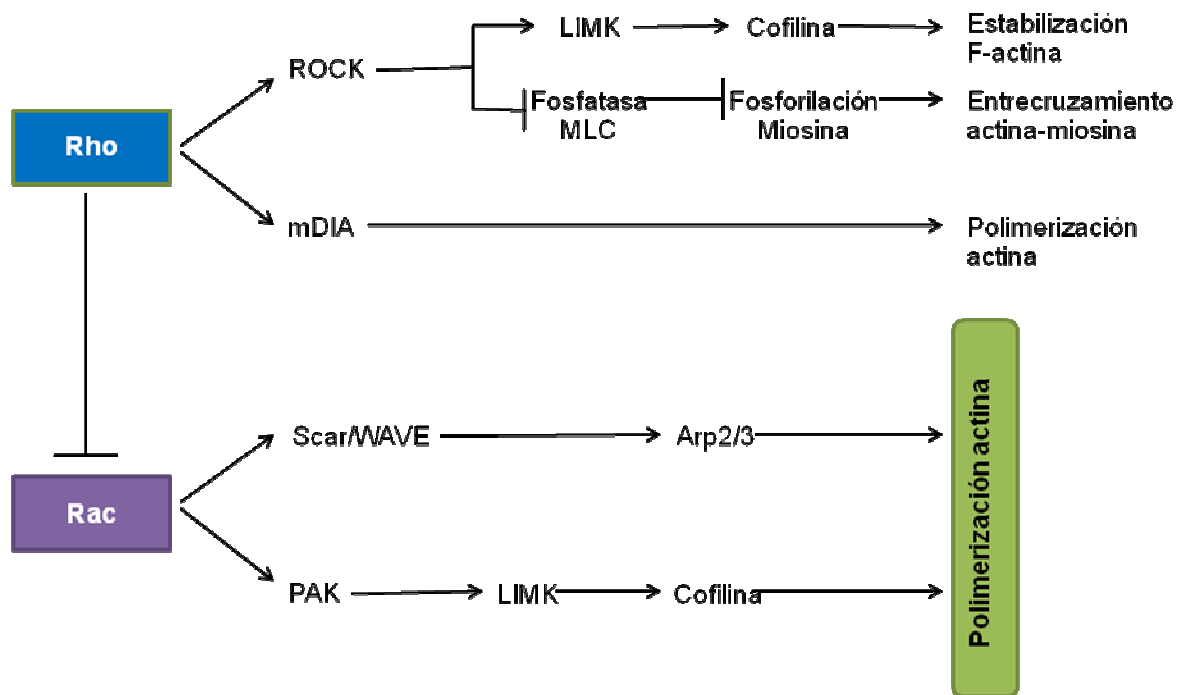 LIMK
Cofilina
Estabilización
F-actina
ROCK
Fosfatasa
MLC
Fosforilación
Miosina
Entrecruzamiento
actina-miosina
Rho
mDIA
Polimerización
actina
Scar/WAVE
Arp2/3
Rac
PAK
LIMK
Cofilina
Polimerización actina